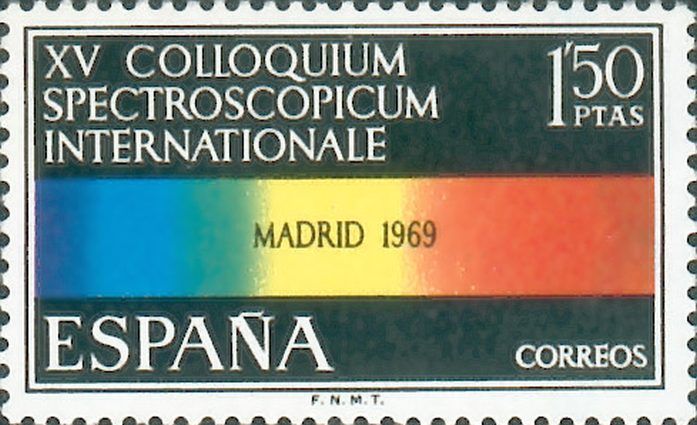 XV COLLOQUIUM
SPECTROSCOPICUM
INTERNATIONALE
1'50
PTAS
MADRID 1969
ESPAÑA
CORREOS
F. N. M. T.